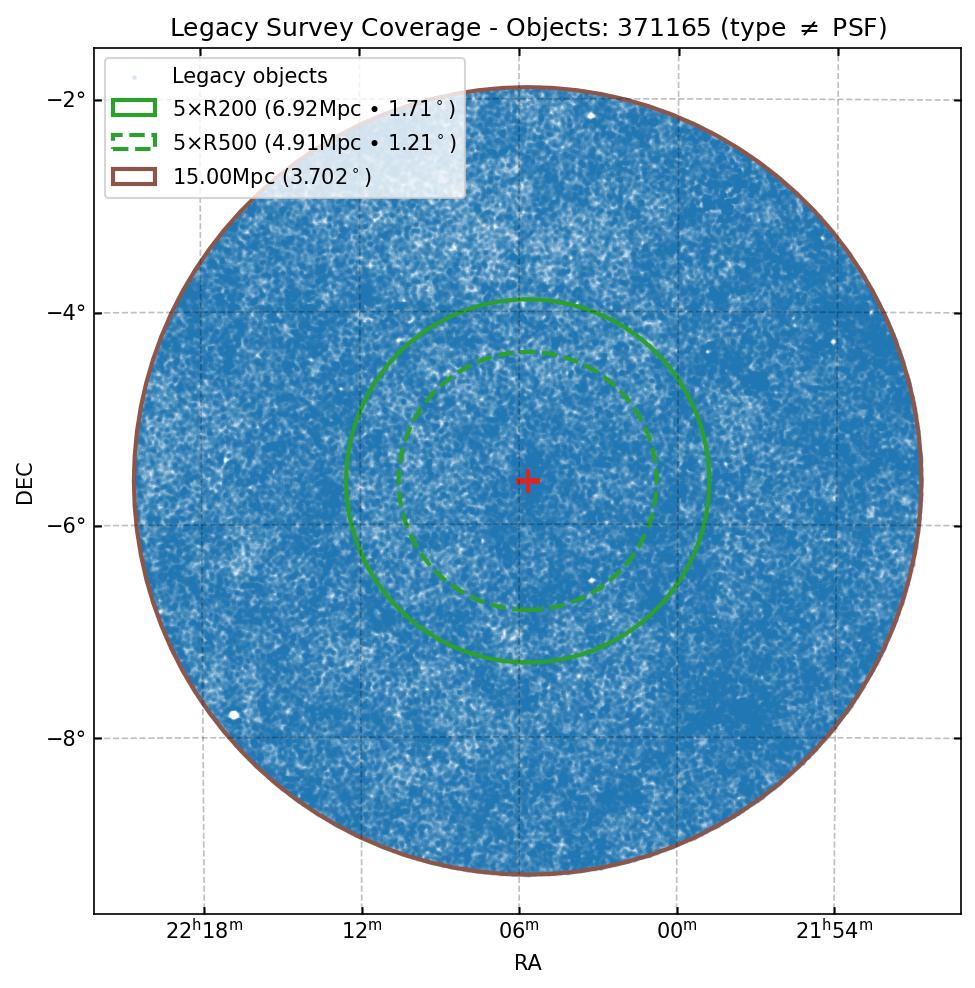 Legacy Survey Coverage - Objects: 371165 (type ≠ PSF)
Legacy objects
5×R200 (6.92Mpc • 1.71°)
5×R500 (4.91Mpc • 1.21°)
15.00Mpc (3.702°)
−2°
−4°
−6°
−8°
DEC
22ʰ18ᵐ 12ᵐ 06ᵐ 00ᵐ 21ʰ54ᵐ
RA